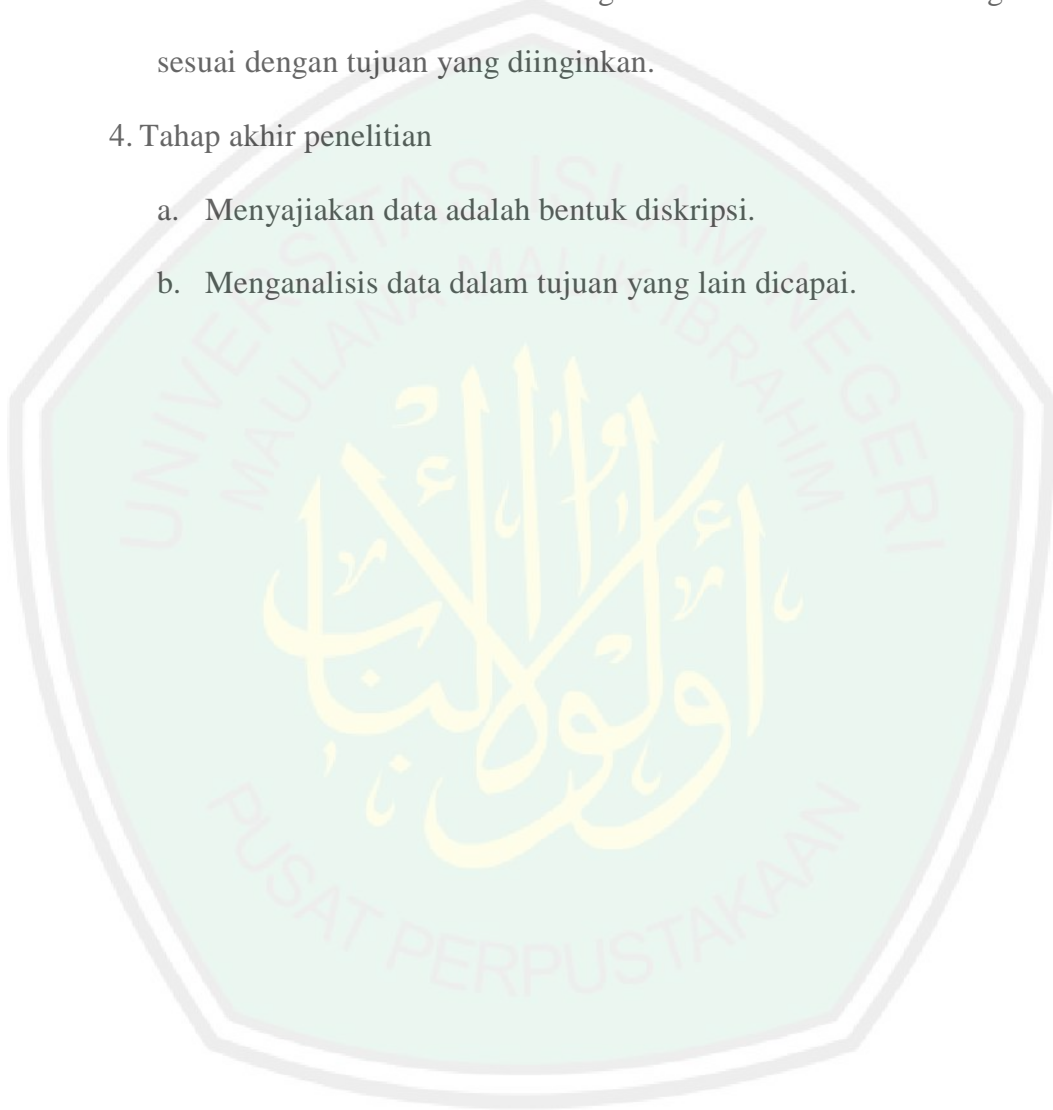 sesuai dengan tujuan yang diinginkan.
4. Tahap akhir penelitian
a. Menyajiakan data adalah bentuk diskripsi.
b. Menganalisis data dalam tujuan yang lain dicapai.
UNIVERSITAS ISLAM NEGERI
MAULANA MALIK IBRAHIM
أولوا الألباب
PUSAT PERPUSTAKAAN